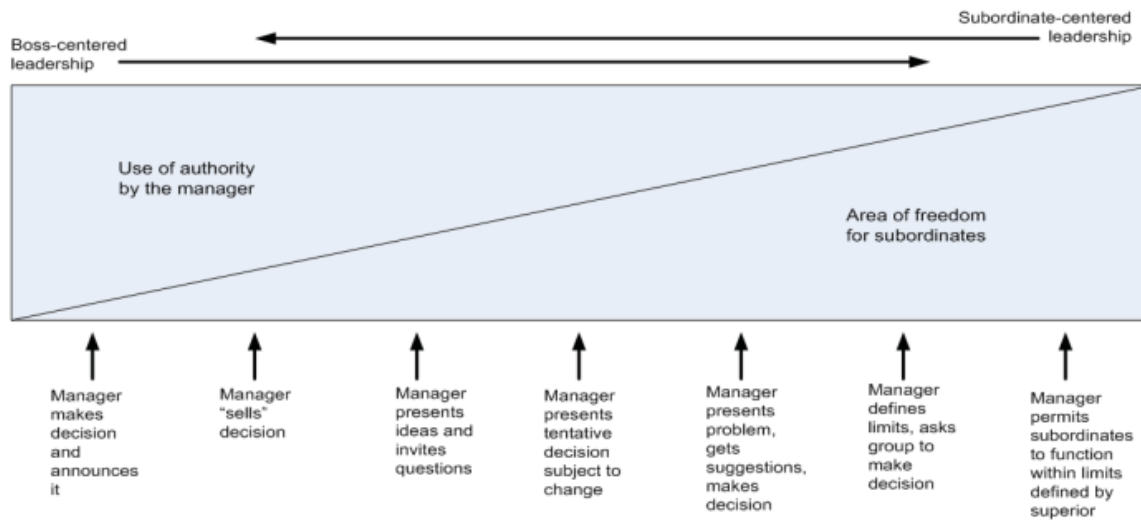 Subordinate-centered
leadership
Boss-centered
leadership
Use of authority
by the manager
Area of freedom
for subordinates
Manager
makes
decision
and
announces
it
Manager
“sells”
decision
Manager
presents
ideas and
invites
questions
Manager
presents
tentative
decision
subject to
change
Manager
presents
problem,
gets
suggestions,
makes
decision
Manager
defines
limits, asks
group to
make
decision
Manager
permits
subordinates
to function
within limits
defined by
superior